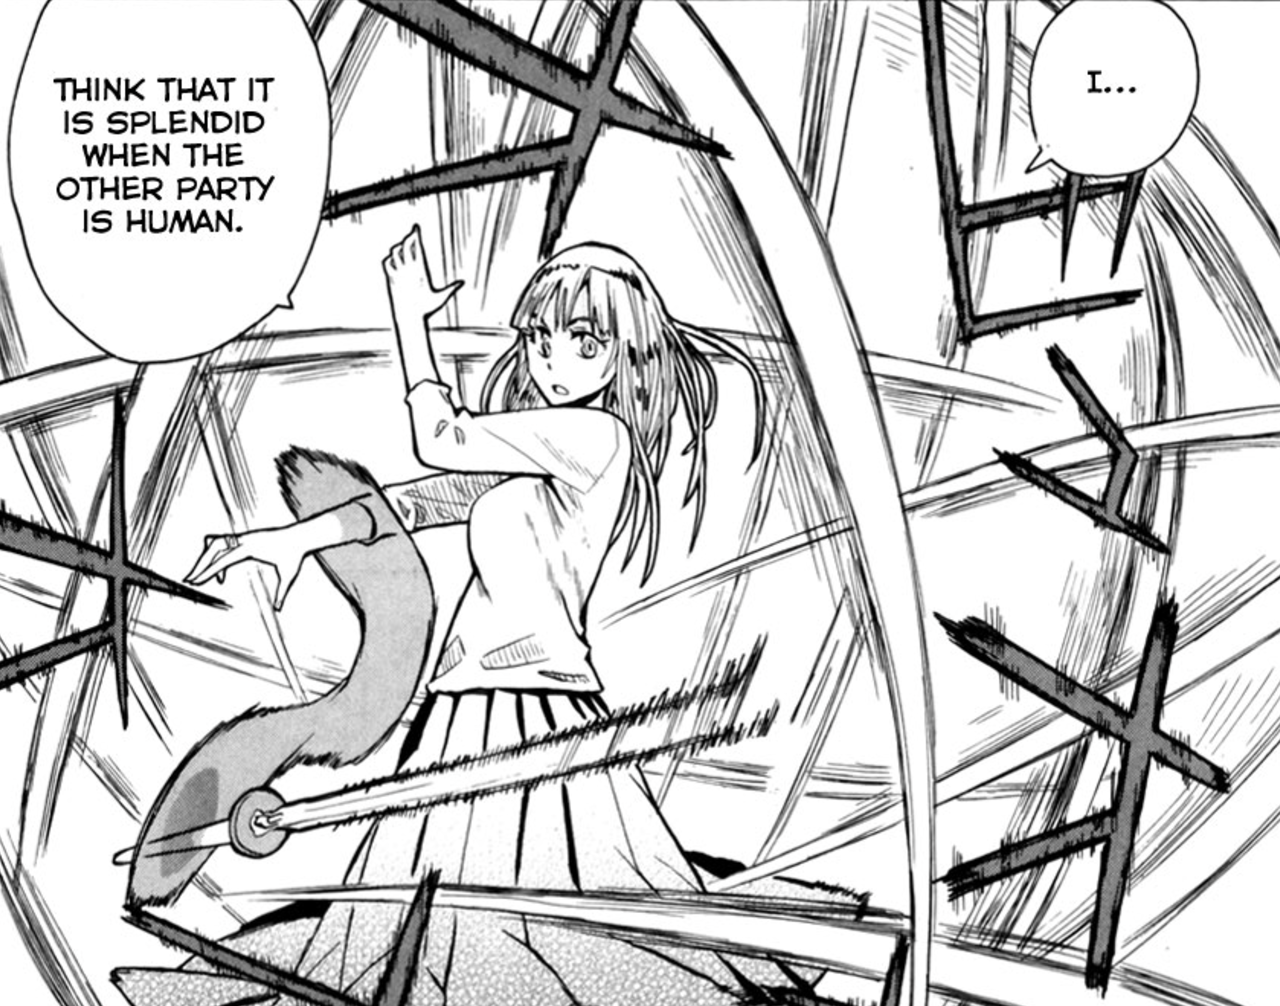 I...
THINK THAT IT
IS SPLENDID
WHEN THE
OTHER PARTY
IS HUMAN.